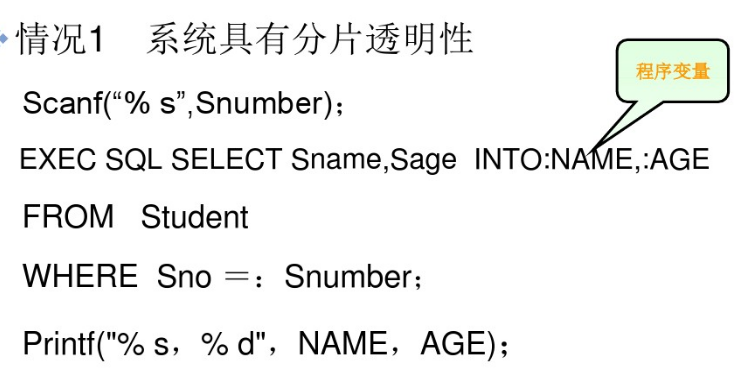 情况1 系统具有分片透明性
程序变量
Scanf(“% s”,Snumber);
EXEC SQL SELECT Sname,Sage INTO:NAME,:AGE
FROM Student
WHERE Sno =：Snumber;
Printf("% s，% d"，NAME，AGE)；